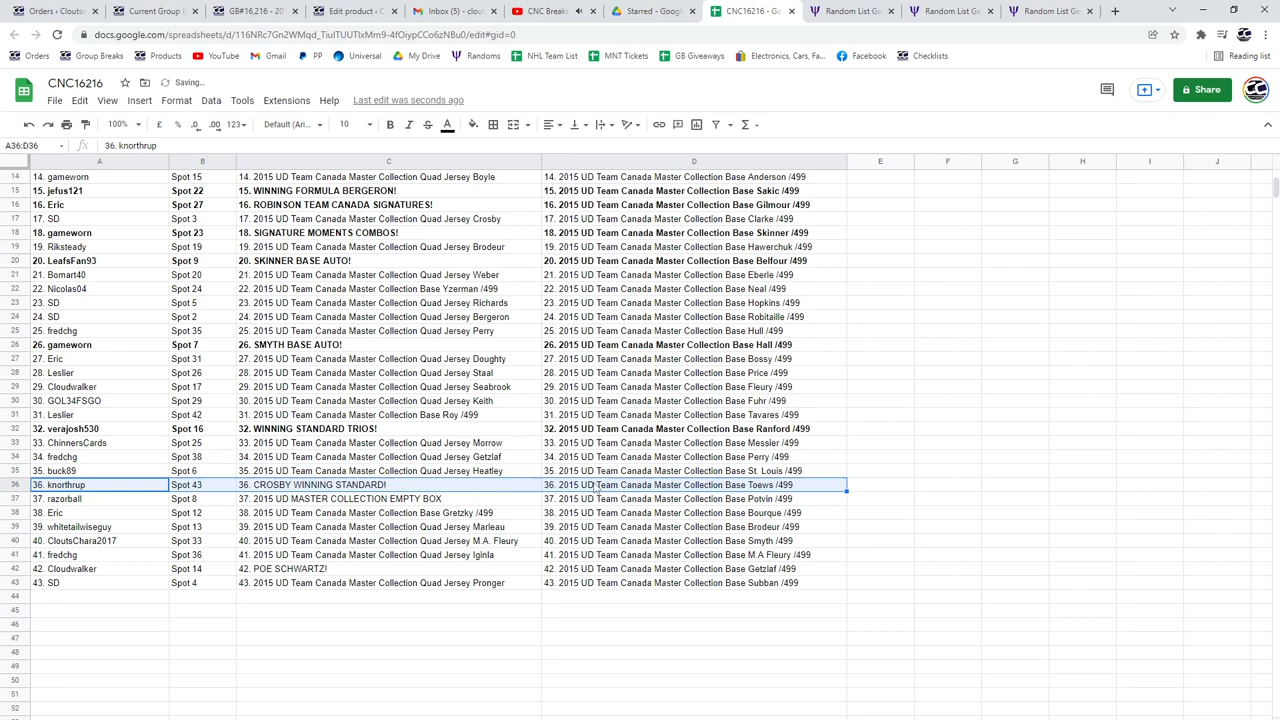 Orders ‹ Clouts
Current Group
GB#16,216 - 2
Edit product ‹ C
Inbox (5) - clout
CNC Breaks
Starred - Google
CNC16216 - Go
Random List Ge
Random List Ge
Random List Ge
docs.google.com/spreadsheets/d/116NRc7Gn2WMqd_TiuITUUTlxMm9-4fOiypCCo6zNBu0/edit#gid=0
Orders Group Breaks Products YouTube Gmail PP Universal My Drive Randoms NHL Team List MNT Tickets GB Giveaways Electronics, Cars, Fa... Facebook Checklists Reading list
CNC16216 Saving...
File Edit View Insert Format Data Tools Extensions Help Last edit was seconds ago
Share
100% £ % .0 .00 123 Default (Ari... 10 B I S A
A36:D36 fx 36. knorthrup
A B C D E F G H I J
14 14. gameworn Spot 15 14. 2015 UD Team Canada Master Collection Quad Jersey Boyle 14. 2015 UD Team Canada Master Collection Base Anderson /499
15 15. jefus121 Spot 22 15. WINNING FORMULA BERGERON! 15. 2015 UD Team Canada Master Collection Base Sakic /499
16 16. Eric Spot 27 16. ROBINSON TEAM CANADA SIGNATURES! 16. 2015 UD Team Canada Master Collection Base Gilmour /499
17 17. SD Spot 3 17. 2015 UD Team Canada Master Collection Quad Jersey Crosby 17. 2015 UD Team Canada Master Collection Base Clarke /499
18 18. gameworn Spot 23 18. SIGNATURE MOMENTS COMBOS! 18. 2015 UD Team Canada Master Collection Base Skinner /499
19 19. Riksteady Spot 19 19. 2015 UD Team Canada Master Collection Quad Jersey Brodeur 19. 2015 UD Team Canada Master Collection Base Hawerchuk /499
20 20. LeafsFan93 Spot 9 20. SKINNER BASE AUTO! 20. 2015 UD Team Canada Master Collection Base Belfour /499
21 21. Bomart40 Spot 20 21. 2015 UD Team Canada Master Collection Quad Jersey Weber 21. 2015 UD Team Canada Master Collection Base Eberle /499
22 22. Nicolas04 Spot 24 22. 2015 UD Team Canada Master Collection Base Yzerman /499 22. 2015 UD Team Canada Master Collection Base Neal /499
23 23. SD Spot 5 23. 2015 UD Team Canada Master Collection Quad Jersey Richards 23. 2015 UD Team Canada Master Collection Base Hopkins /499
24 24. SD Spot 2 24. 2015 UD Team Canada Master Collection Quad Jersey Bergeron 24. 2015 UD Team Canada Master Collection Base Robitaille /499
25 25. fredchg Spot 35 25. 2015 UD Team Canada Master Collection Quad Jersey Perry 25. 2015 UD Team Canada Master Collection Base Hull /499
26 26. gameworn Spot 7 26. SMYTH BASE AUTO! 26. 2015 UD Team Canada Master Collection Base Hall /499
27 27. Eric Spot 31 27. 2015 UD Team Canada Master Collection Quad Jersey Doughty 27. 2015 UD Team Canada Master Collection Base Bossy /499
28 28. Leslier Spot 26 28. 2015 UD Team Canada Master Collection Quad Jersey Staal 28. 2015 UD Team Canada Master Collection Base Price /499
29 29. Cloudwalker Spot 17 29. 2015 UD Team Canada Master Collection Quad Jersey Seabrook 29. 2015 UD Team Canada Master Collection Base Fleury /499
30 30. GOL34FSGO Spot 29 30. 2015 UD Team Canada Master Collection Quad Jersey Keith 30. 2015 UD Team Canada Master Collection Base Fuhr /499
31 31. Leslier Spot 42 31. 2015 UD Team Canada Master Collection Base Roy /499 31. 2015 UD Team Canada Master Collection Base Tavares /499
32 32. verajosh530 Spot 16 32. WINNING STANDARD TRIOS! 32. 2015 UD Team Canada Master Collection Base Ranford /499
33 33. ChinnersCards Spot 25 33. 2015 UD Team Canada Master Collection Quad Jersey Morrow 33. 2015 UD Team Canada Master Collection Base Messier /499
34 34. fredchg Spot 38 34. 2015 UD Team Canada Master Collection Quad Jersey Getzlaf 34. 2015 UD Team Canada Master Collection Base Perry /499
35 35. buck89 Spot 6 35. 2015 UD Team Canada Master Collection Quad Jersey Heatley 35. 2015 UD Team Canada Master Collection Base St. Louis /499
36 36. knorthrup Spot 43 36. CROSBY WINNING STANDARD! 36. 2015 UD Team Canada Master Collection Base Toews /499
37 37. razorball Spot 8 37. 2015 UD MASTER COLLECTION EMPTY BOX 37. 2015 UD Team Canada Master Collection Base Potvin /499
38 38. Eric Spot 12 38. 2015 UD Team Canada Master Collection Base Gretzky /499 38. 2015 UD Team Canada Master Collection Base Bourque /499
39 39. whitetailwiseguy Spot 13 39. 2015 UD Team Canada Master Collection Quad Jersey Marleau 39. 2015 UD Team Canada Master Collection Base Brodeur /499
40 40. CloutsChara2017 Spot 33 40. 2015 UD Team Canada Master Collection Quad Jersey M.A. Fleury 40. 2015 UD Team Canada Master Collection Base Smyth /499
41 41. fredchg Spot 36 41. 2015 UD Team Canada Master Collection Quad Jersey Iginla 41. 2015 UD Team Canada Master Collection Base M.A Fleury /499
42 42. Cloudwalker Spot 14 42. POE SCHWARTZ! 42. 2015 UD Team Canada Master Collection Base Getzlaf /499
43 43. SD Spot 4 43. 2015 UD Team Canada Master Collection Quad Jersey Pronger 43. 2015 UD Team Canada Master Collection Base Subban /499
44
45
46
47
48
49
50
51
52